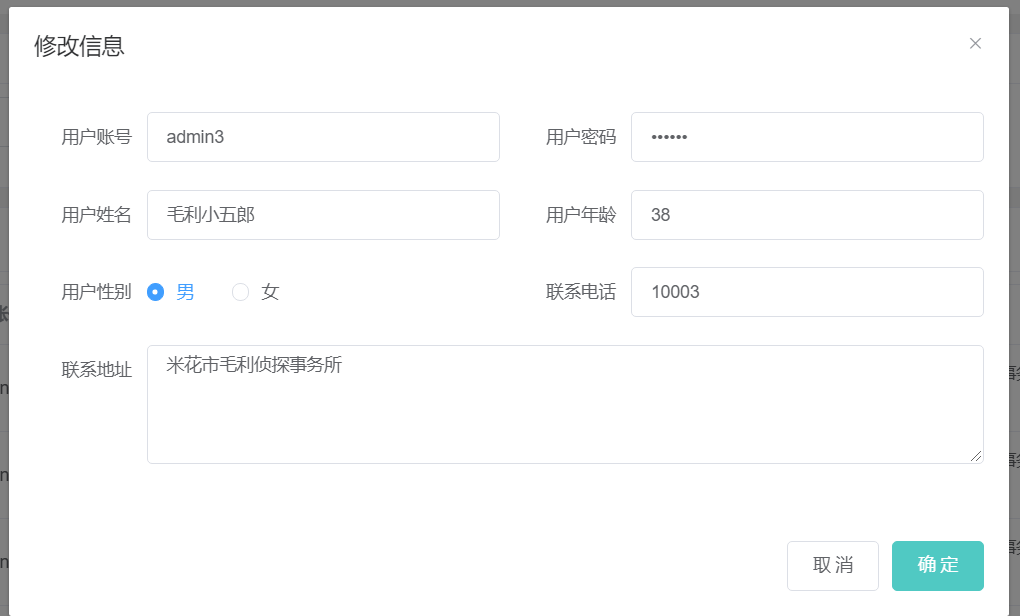 修改信息
用户账号 admin3 用户密码 ••••••
用户姓名 毛利小五郎 用户年龄 38
用户性别 男 女 联系电话 10003
联系地址 米花市毛利侦探事务所
取消 确定